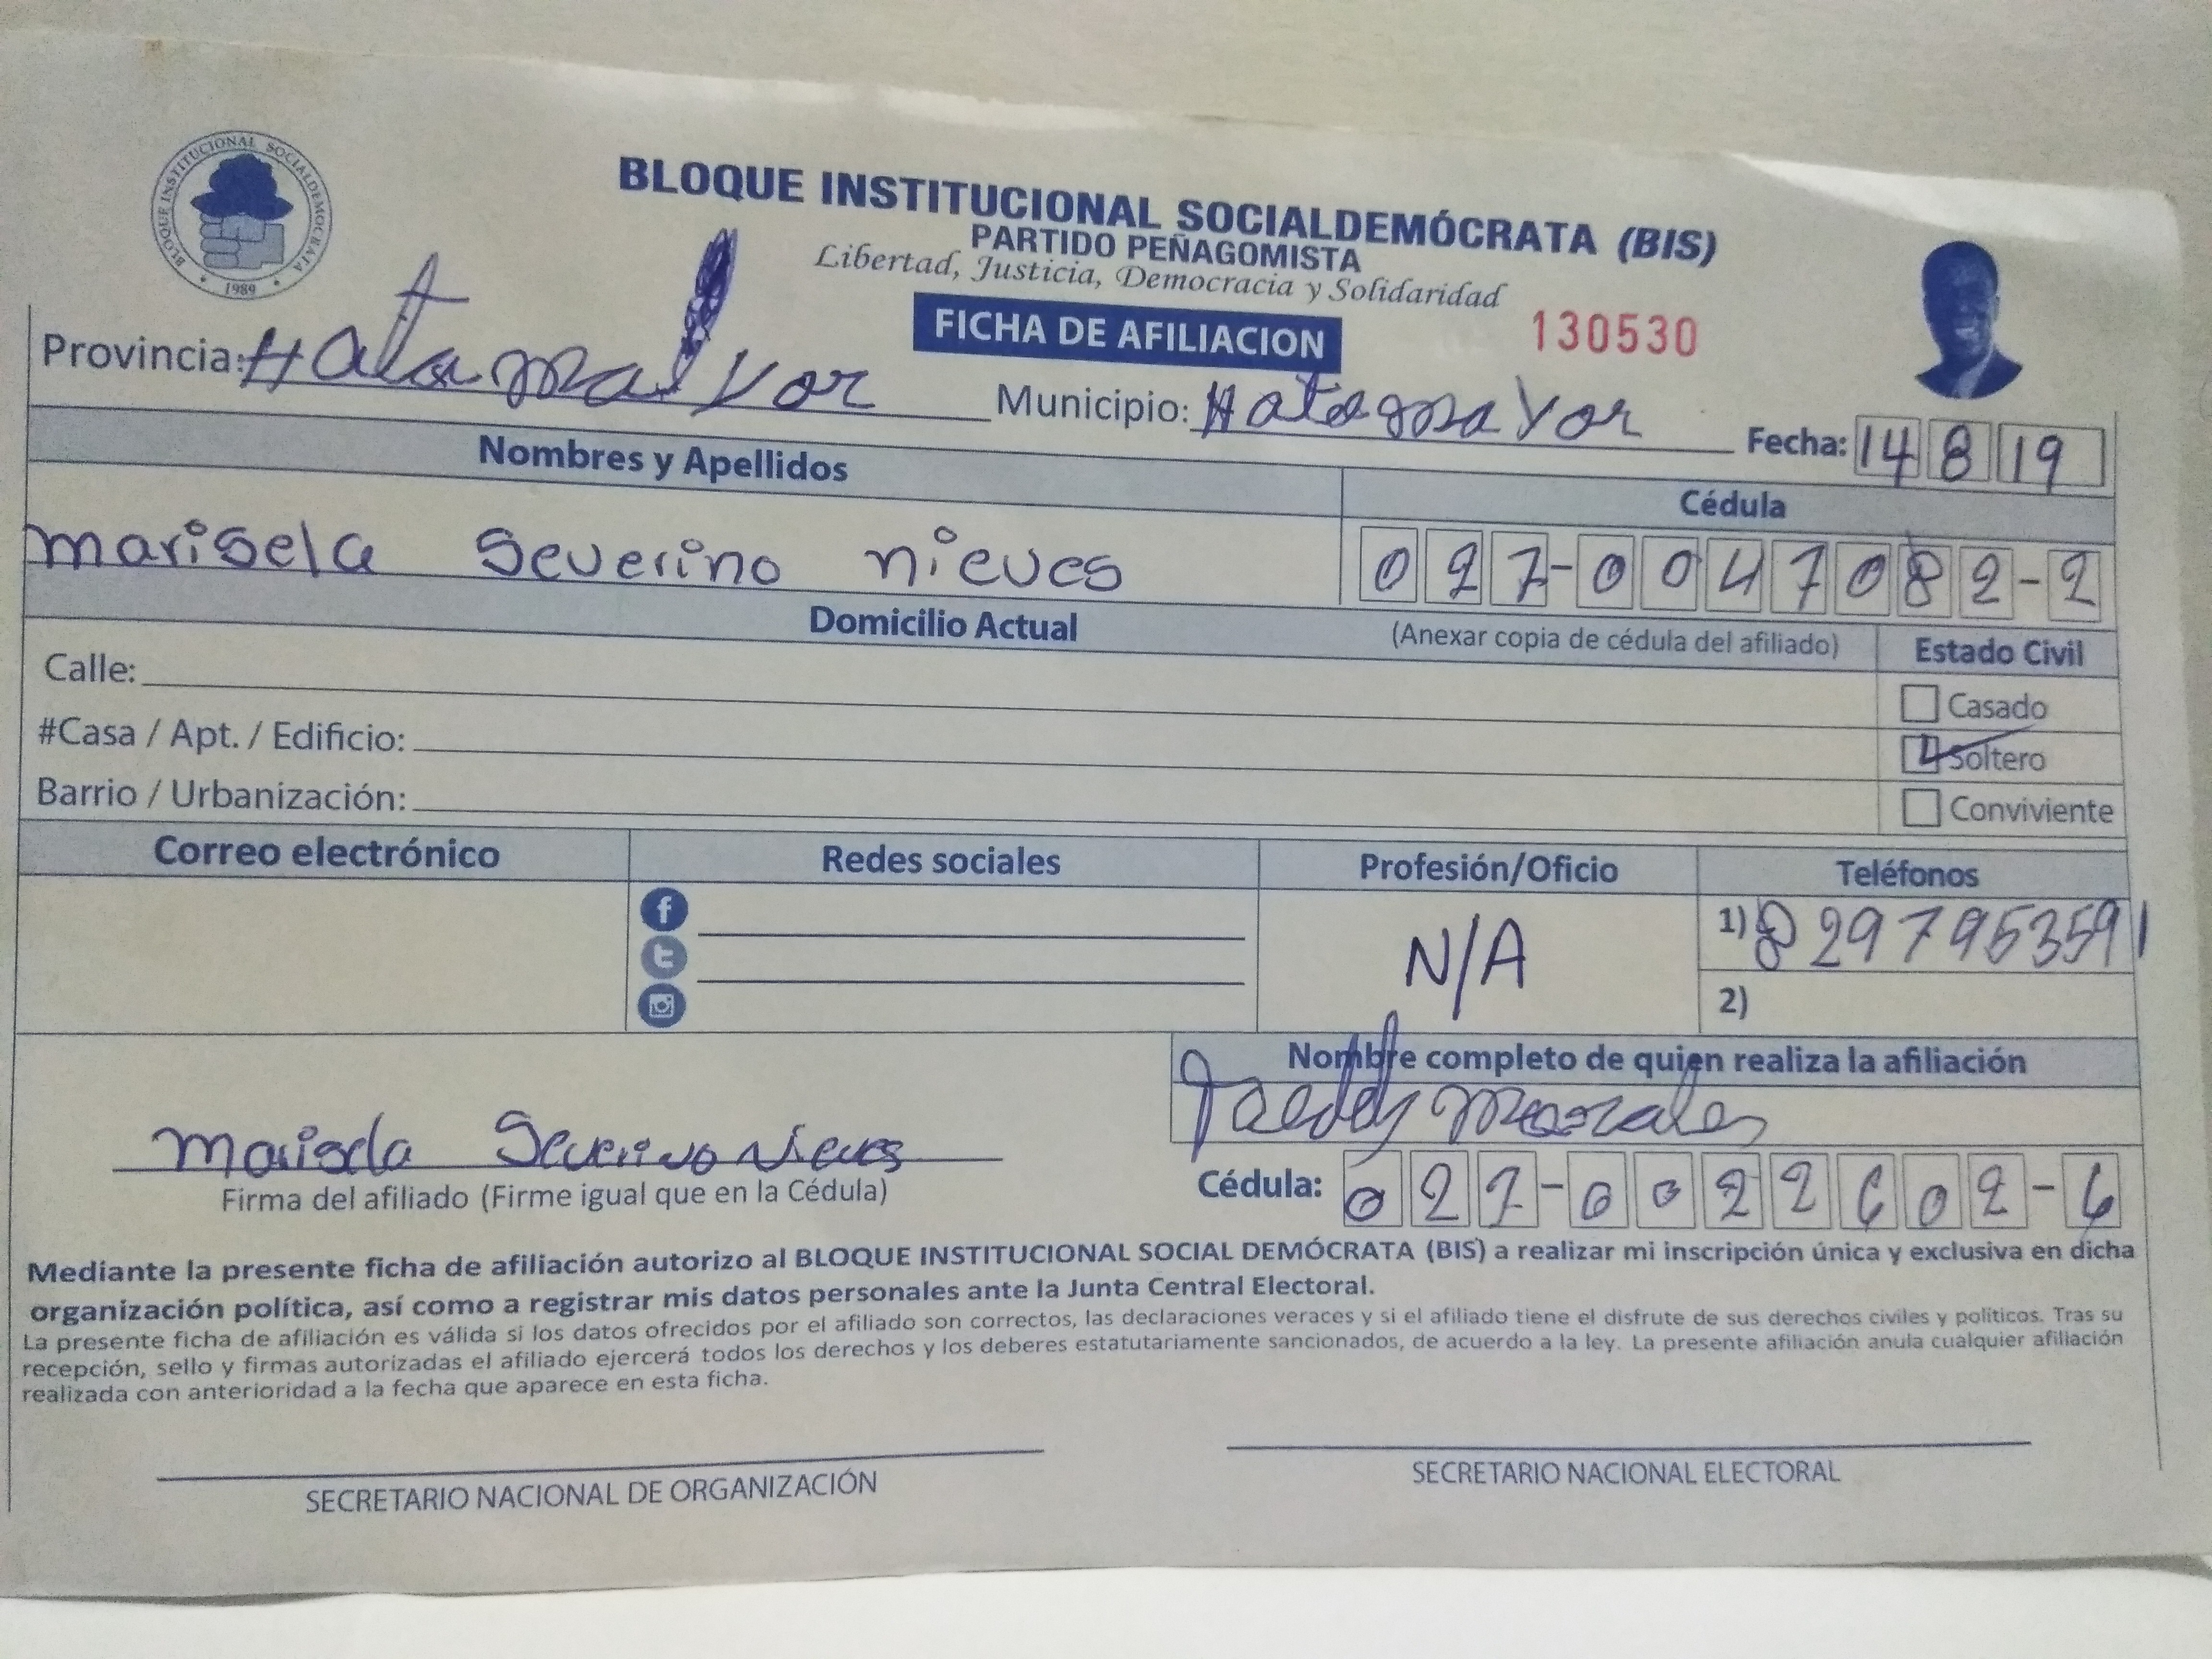 BLOQUE INSTITUCIONAL SOCIALDEMOCRATA
1989
BLOQUE INSTITUCIONAL SOCIALDEMÓCRATA (BIS)
PARTIDO PEÑAGOMISTA
Libertad, Justicia, Democracia y Solidaridad
FICHA DE AFILIACION 130530
Provincia: Hato mayor Municipio: Hato mayor Fecha: 14 8 19
Nombres y Apellidos Cédula
marisela Severino nieves 027-0047082-2
Domicilio Actual (Anexar copia de cédula del afiliado) Estado Civil
Calle: Casado
#Casa / Apt. / Edificio: Soltero
Barrio / Urbanización: Conviviente
Correo electrónico Redes sociales Profesión/Oficio Teléfonos
N/A 1) 8297953591
2)
Nombre completo de quien realiza la afiliación
Morales
Marisela Severino Nieves
Firma del afiliado (Firme igual que en la Cédula) Cédula: 027-0022602-6
Mediante la presente ficha de afiliación autorizo al BLOQUE INSTITUCIONAL SOCIAL DEMÓCRATA (BIS) a realizar mi inscripción única y exclusiva en dicha
organización política, así como a registrar mis datos personales ante la Junta Central Electoral.
La presente ficha de afiliación es válida si los datos ofrecidos por el afiliado son correctos, las declaraciones veraces y si el afiliado tiene el disfrute de sus derechos civiles y políticos. Tras su
recepción, sello y firmas autorizadas el afiliado ejercerá todos los derechos y los deberes estatutariamente sancionados, de acuerdo a la ley. La presente afiliación anula cualquier afiliación
realizada con anterioridad a la fecha que aparece en esta ficha.
SECRETARIO NACIONAL DE ORGANIZACIÓN SECRETARIO NACIONAL ELECTORAL